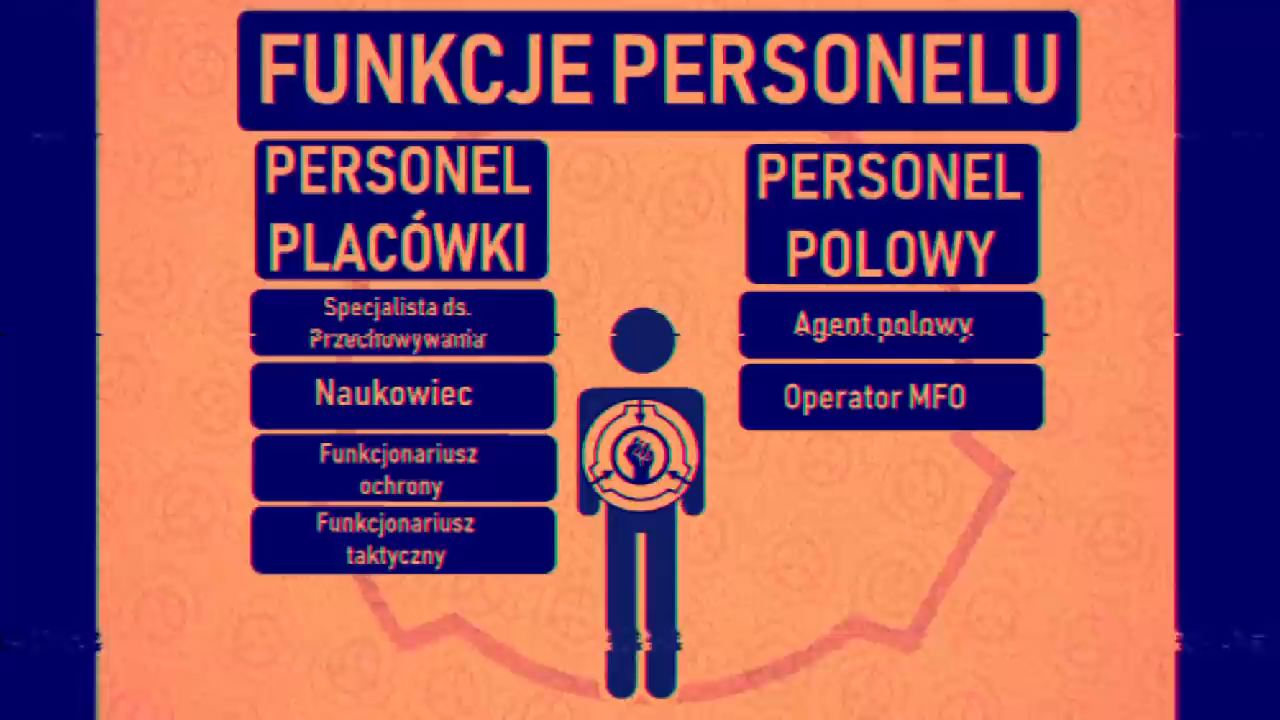 FUNKCJE PERSONELU
PERSONEL
PLACÓWKI
Specjalista ds.
Przechowywania
Naukowiec
Funkcjonariusz
ochrony
Funkcjonariusz
taktyczny
PERSONEL
POLOWY
Agent polowy
Operator MFO